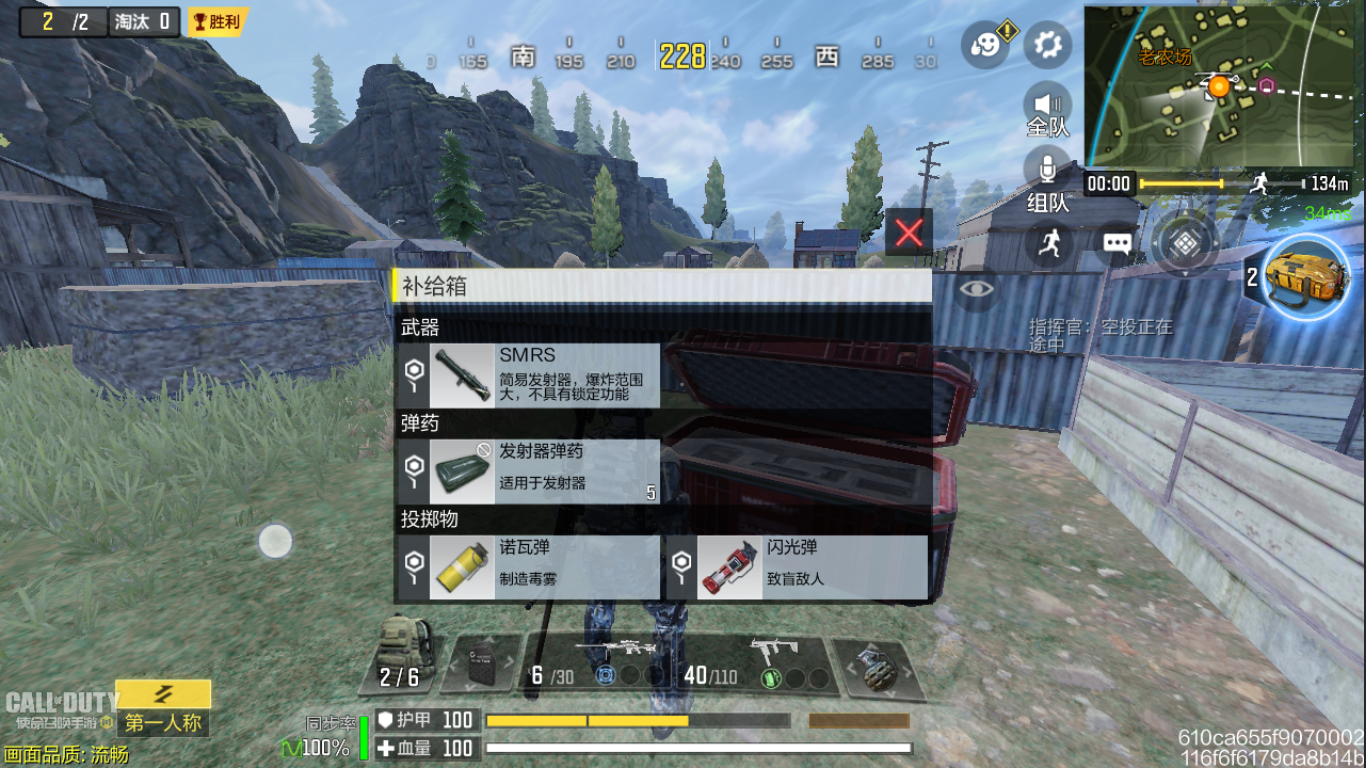 2 /2 淘汰 0 胜利
165 南 195 210 228 240 255 西 285 30
老农场
全队
组队
00:00 134m
34ms
2
指挥官：空投正在
途中
补给箱
武器
SMRS
简易发射器，爆炸范围
大，不具有锁定功能
弹药
发射器弹药
适用于发射器
5
投掷物
诺瓦弹
制造毒雾
闪光弹
致盲敌人
2/6
6 /30
40/110
CALL OF DUTY
使命召唤手游
第一人称
画面品质: 流畅
同步率
100%
护甲 100
血量 100
610ca655f9070002
116f6f6179da8b14b